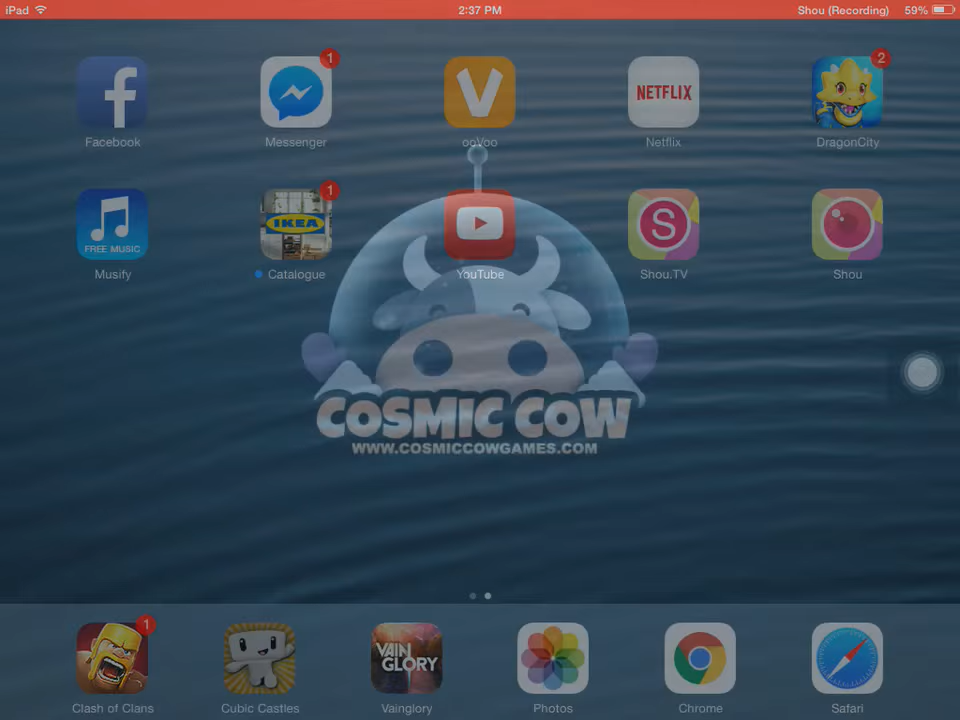 iPad 2:37 PM Shou (Recording) 59%
1 2
f V NETFLIX
Facebook Messenger ooVoo Netflix DragonCity
1
IKEA S
FREE MUSIC
Musify Catalogue YouTube Shou.TV Shou
COSMIC COW
WWW.COSMICCOWGAMES.COM
1
VAIN
GLORY
Clash of Clans Cubic Castles Vainglory Photos Chrome Safari